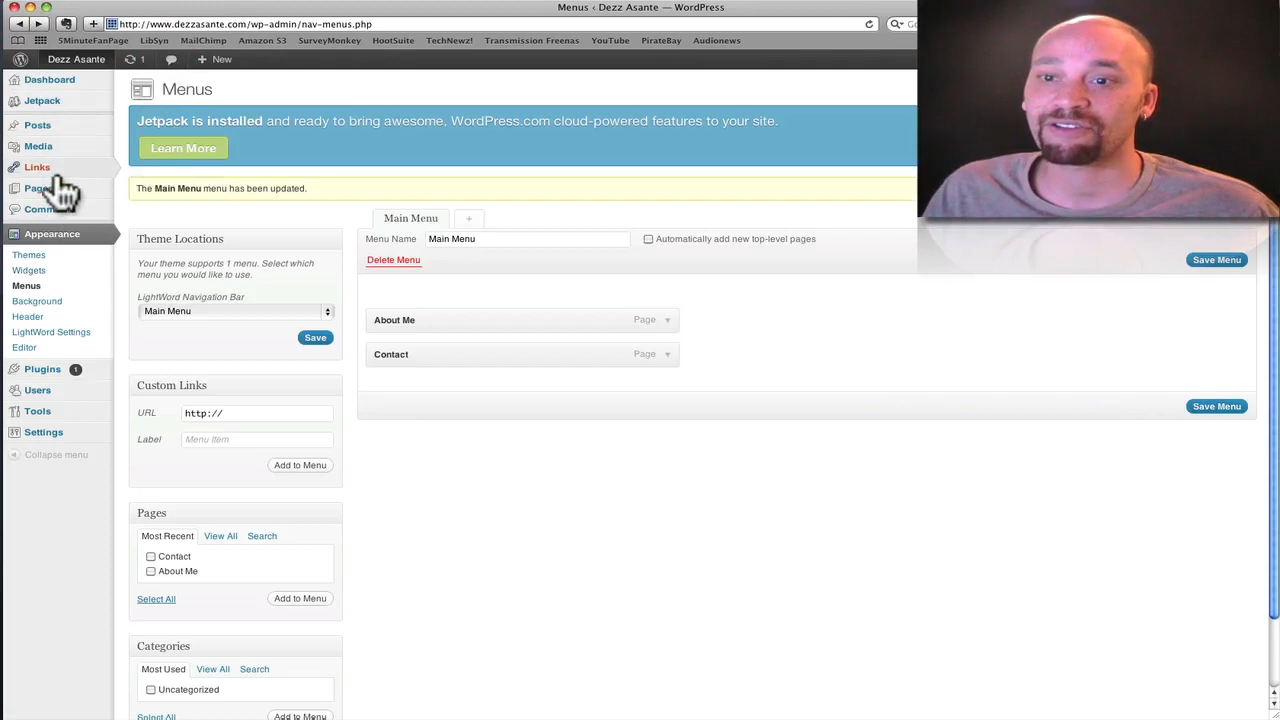 Menus ‹ Dezz Asante — WordPress
http://www.dezzasante.com/wp-admin/nav-menus.php
5MinuteFanPage LibSyn MailChimp Amazon S3 SurveyMonkey HootSuite TechNewz! Transmission Freenas YouTube PirateBay Audionews
Dezz Asante 1 + New
Dashboard
Jetpack
Posts
Media
Links
Appearance
Themes
Widgets
Menus
Background
Header
LightWord Settings
Editor
Plugins 1
Users
Tools
Settings
Collapse menu
Menus
Jetpack is installed and ready to bring awesome, WordPress.com cloud-powered features to your site.
Learn More
The Main Menu menu has been updated.
Theme Locations
Your theme supports 1 menu. Select which
menu you would like to use.
LightWord Navigation Bar
Main Menu
Save
Custom Links
URL http://
Label Menu Item
Add to Menu
Pages
Most Recent View All Search
Contact
About Me
Select All Add to Menu
Categories
Most Used View All Search
Uncategorized
Select All Add to Menu
Main Menu +
Menu Name Main Menu Automatically add new top-level pages
Delete Menu Save Menu
About Me Page
Contact Page
Save Menu